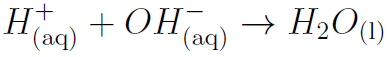 H⁺(aq) + OH⁻(aq) → H₂O(l)